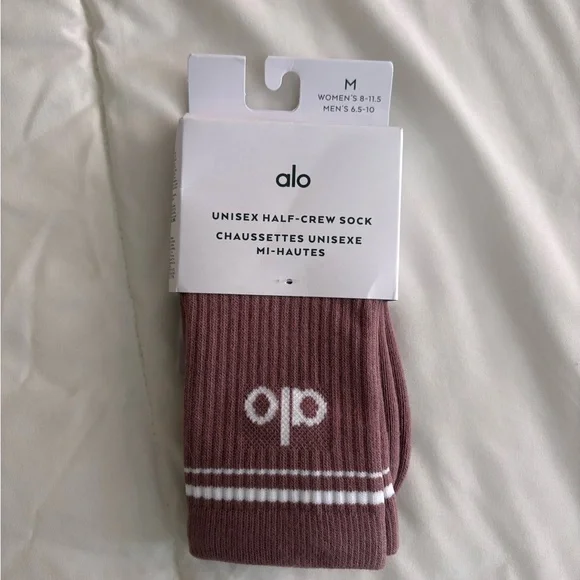 M
WOMEN'S 8-11.5
MEN'S 6.5-10
alo
UNISEX HALF-CREW SOCK
CHAUSSETTES UNISEXE
MI-HAUTES
alo